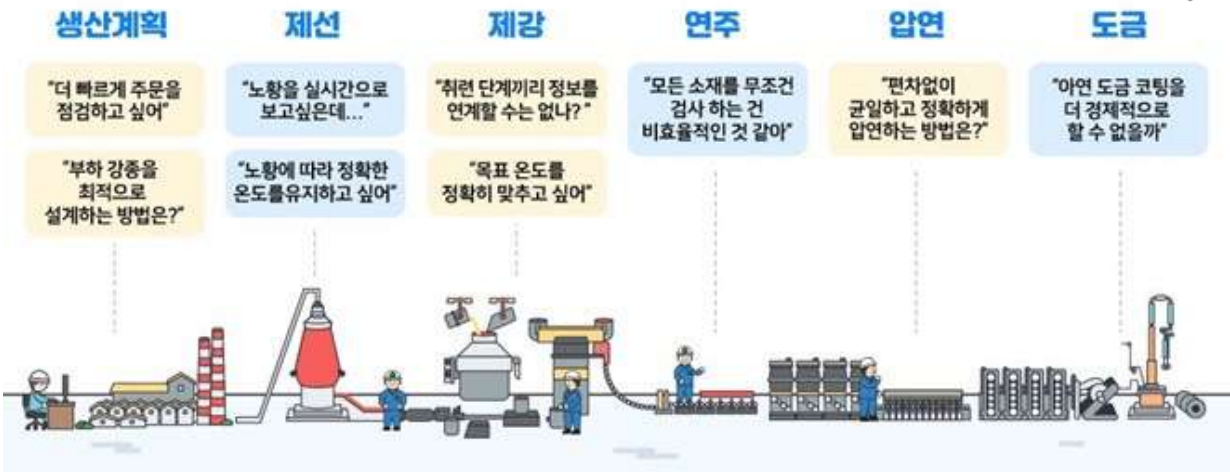 생산계획
제선
제강
연주
압연
도금
"더 빠르게 주문을
점검하고 싶어"
"부하 강종을
최적으로
설계하는 방법은?"
"노황을 실시간으로
보고싶은데..."
"노황에 따라 정확한
온도를유지하고 싶어"
"취련 단계끼리 정보를
연계할 수는 없나? "
"목표 온도를
정확히 맞추고 싶어"
"모든 소재를 무조건
검사 하는 건
비효율적인 것 같아"
"편차없이
균일하고 정확하게
압연하는 방법은?"
"아연 도금 코팅을
더 경제적으로
할 수 없을까"